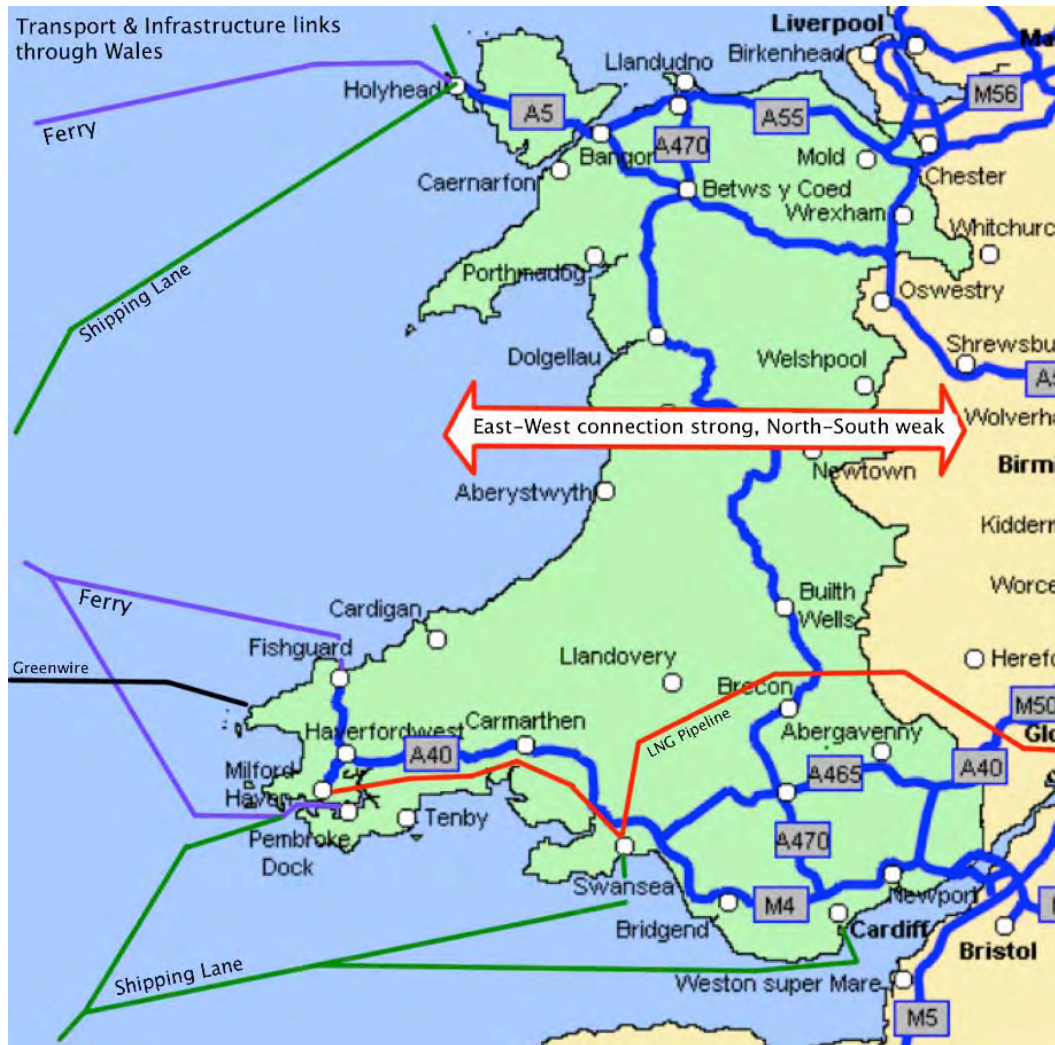 Transport & Infrastructure links
through Wales
Liverpool
Birkenhead
Ma
Llandudno
Holyhead
M56
A5
A55
Ferry
A470
Bangor
Mold
Caernarfon
Chester
Betws y Coed
Wrexham
Whitchurc
Porthmadog
Oswestry
Shipping Lane
Dolgellau
Shrewsbu
Welshpool
A5
Wolverha
East-West connection strong, North-South weak
Newtown
Birm
Aberystwyth
Kidderm
Worce
Ferry
Builth
Wells
Cardigan
Fishguard
Llandovery
Herefo
Greenwire
Brecon
M50
Haverfordwest
Carmarthen
LNG Pipeline
Abergavenny
Glo
A40
Milford
Haven
A465
A40
Tenby
Pembroke
Dock
A470
Swansea
Newport
M4
Bridgend
Cardiff
Bristol
Shipping Lane
Weston super Mare
M5